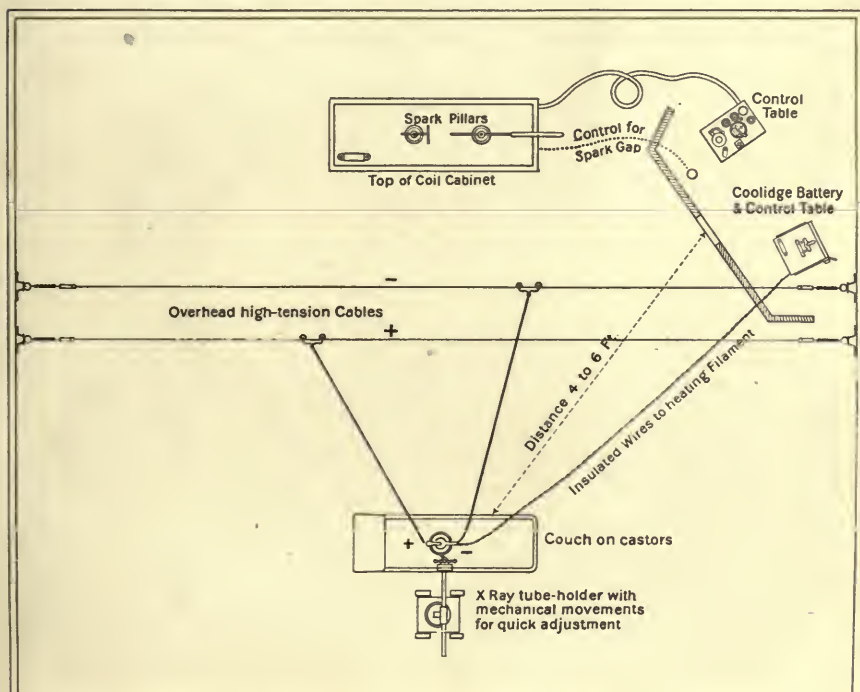 Spark Pillars
Control for
Spark Gap
Control
Table
Top of Coil Cabinet
Coolidge Battery
& Control Table
-
Overhead high-tension Cables
+
Distance 4 to 6 Ft
Insulated Wires to heating Filament
+
-
Couch on castors
X Ray tube-holder with
mechanical movements
for quick adjustment